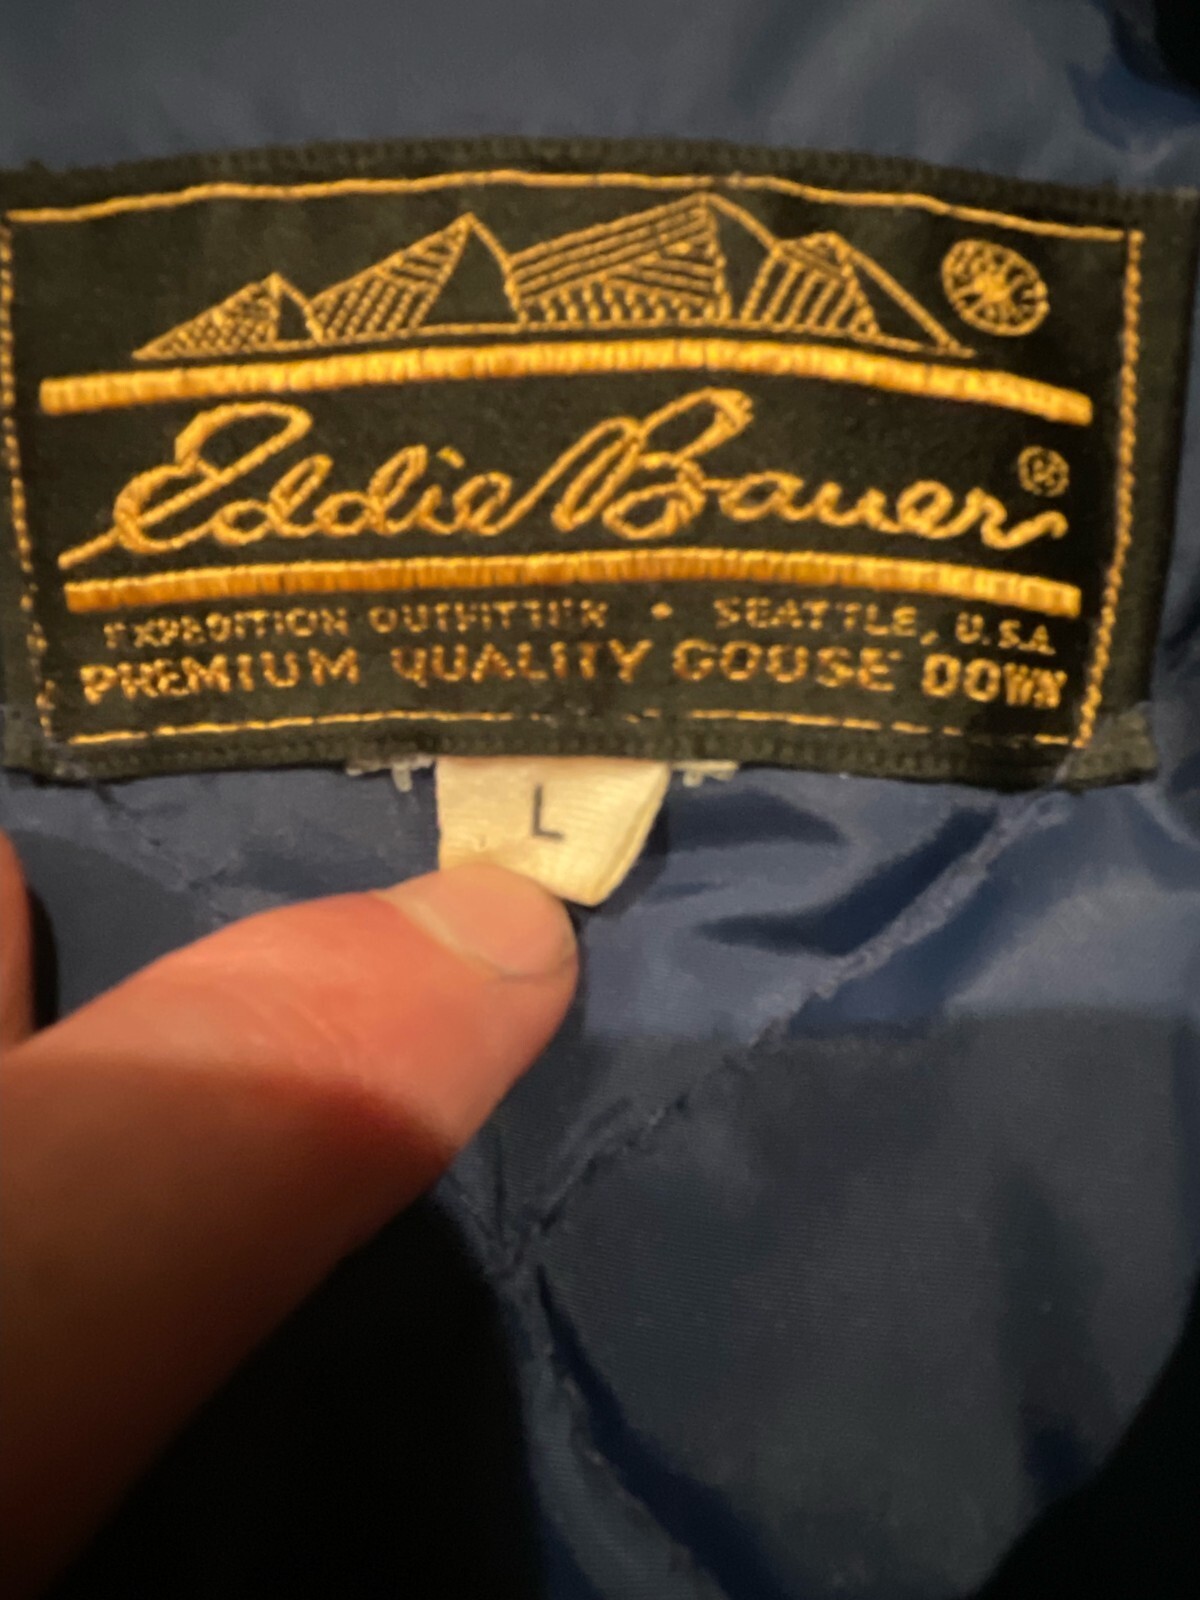 Eddie Bauer®
EXPEDITION OUTFITTER • SEATTLE, U.S.A
PREMIUM QUALITY GOOSE DOWN
L